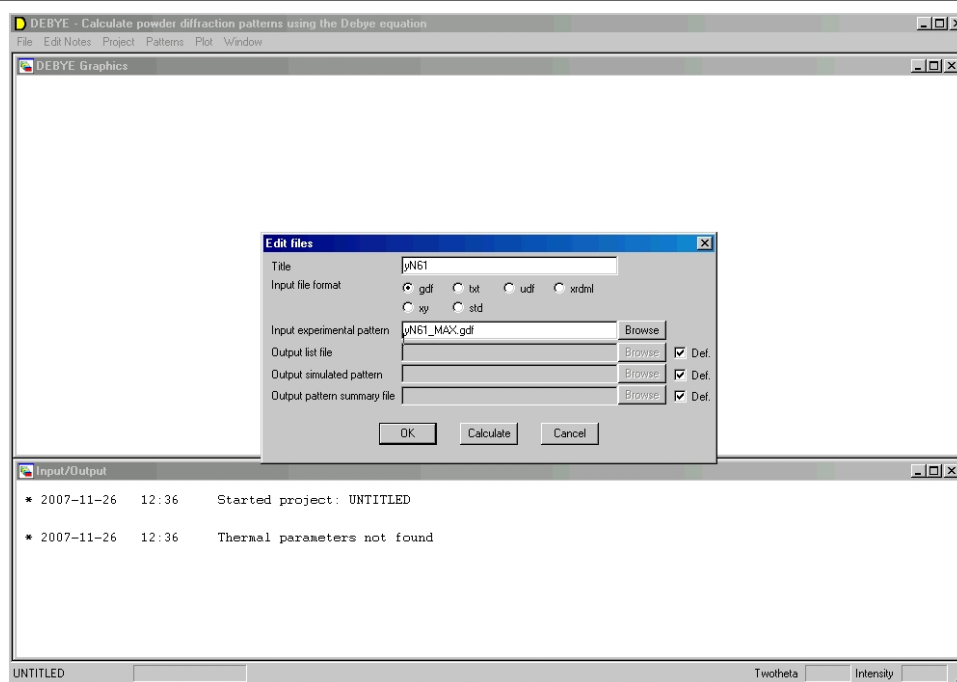 DEBYE - Calculate powder diffraction patterns using the Debye equation
File Edit Notes Project Patterns Plot Window
DEBYE Graphics
Edit files
Title yN61
Input file format gdf txt udf xrdml
xy std
Input experimental pattern yN61_MAX.gdf Browse
Output list file Browse Def.
Output simulated pattern Browse Def.
Output pattern summary file Browse Def.
OK Calculate Cancel
Input/Output
* 2007-11-26 12:36 Started project: UNTITLED
* 2007-11-26 12:36 Thermal parameters not found
UNTITLED Twotheta Intensity